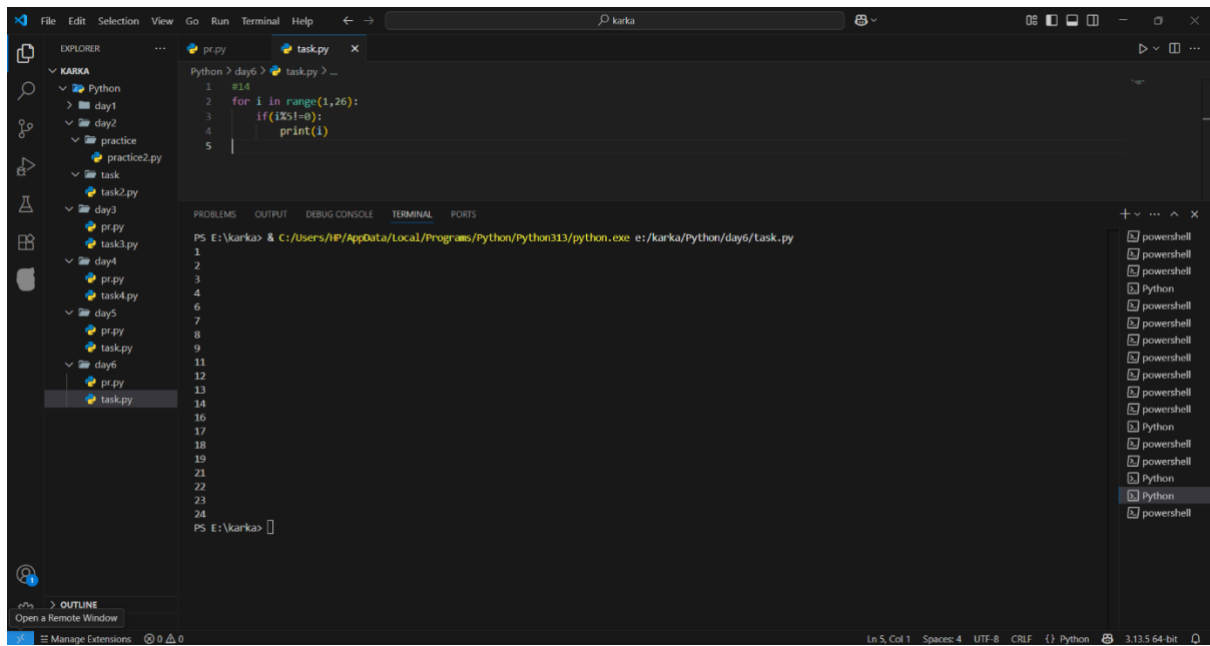 File Edit Selection View Go Run Terminal Help
karka
EXPLORER
KARKA
Python
day1
day2
practice
practice2.py
task
task2.py
day3
pr.py
task3.py
day4
pr.py
task4.py
day5
pr.py
task.py
day6
pr.py
task.py
OUTLINE
Open a Remote Window
pr.py task.py
Python > day6 > task.py > ...
1 #14
2 for i in range(1,26):
3 if(i%5!=0):
4 print(i)
5
PROBLEMS OUTPUT DEBUG CONSOLE TERMINAL PORTS
PS E:\karka> & C:/Users/HP/AppData/Local/Programs/Python/Python313/python.exe e:/karka/Python/day6/task.py
1
2
3
4
6
7
8
9
11
12
13
14
16
17
18
19
21
22
23
24
PS E:\karka>
powershell
powershell
powershell
Python
powershell
powershell
powershell
powershell
powershell
powershell
powershell
Python
powershell
powershell
Python
Python
powershell
1
Manage Extensions 0 0
Ln 5, Col 1 Spaces: 4 UTF-8 CRLF {} Python 3.13.5 64-bit